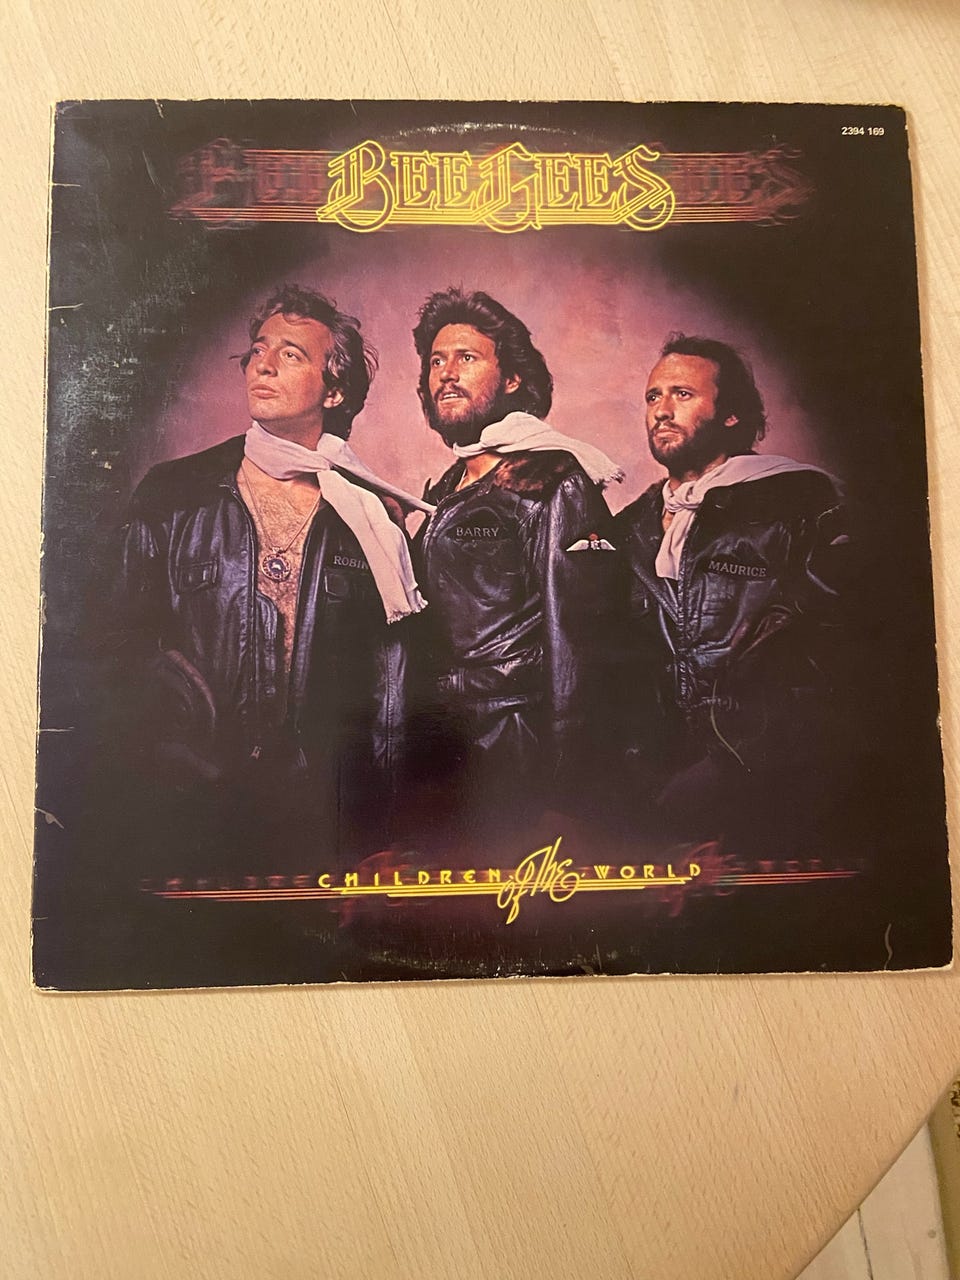 2394 169
BEE GEES
ROBIN
BARRY
MAURICE
CHILDREN of The WORLD